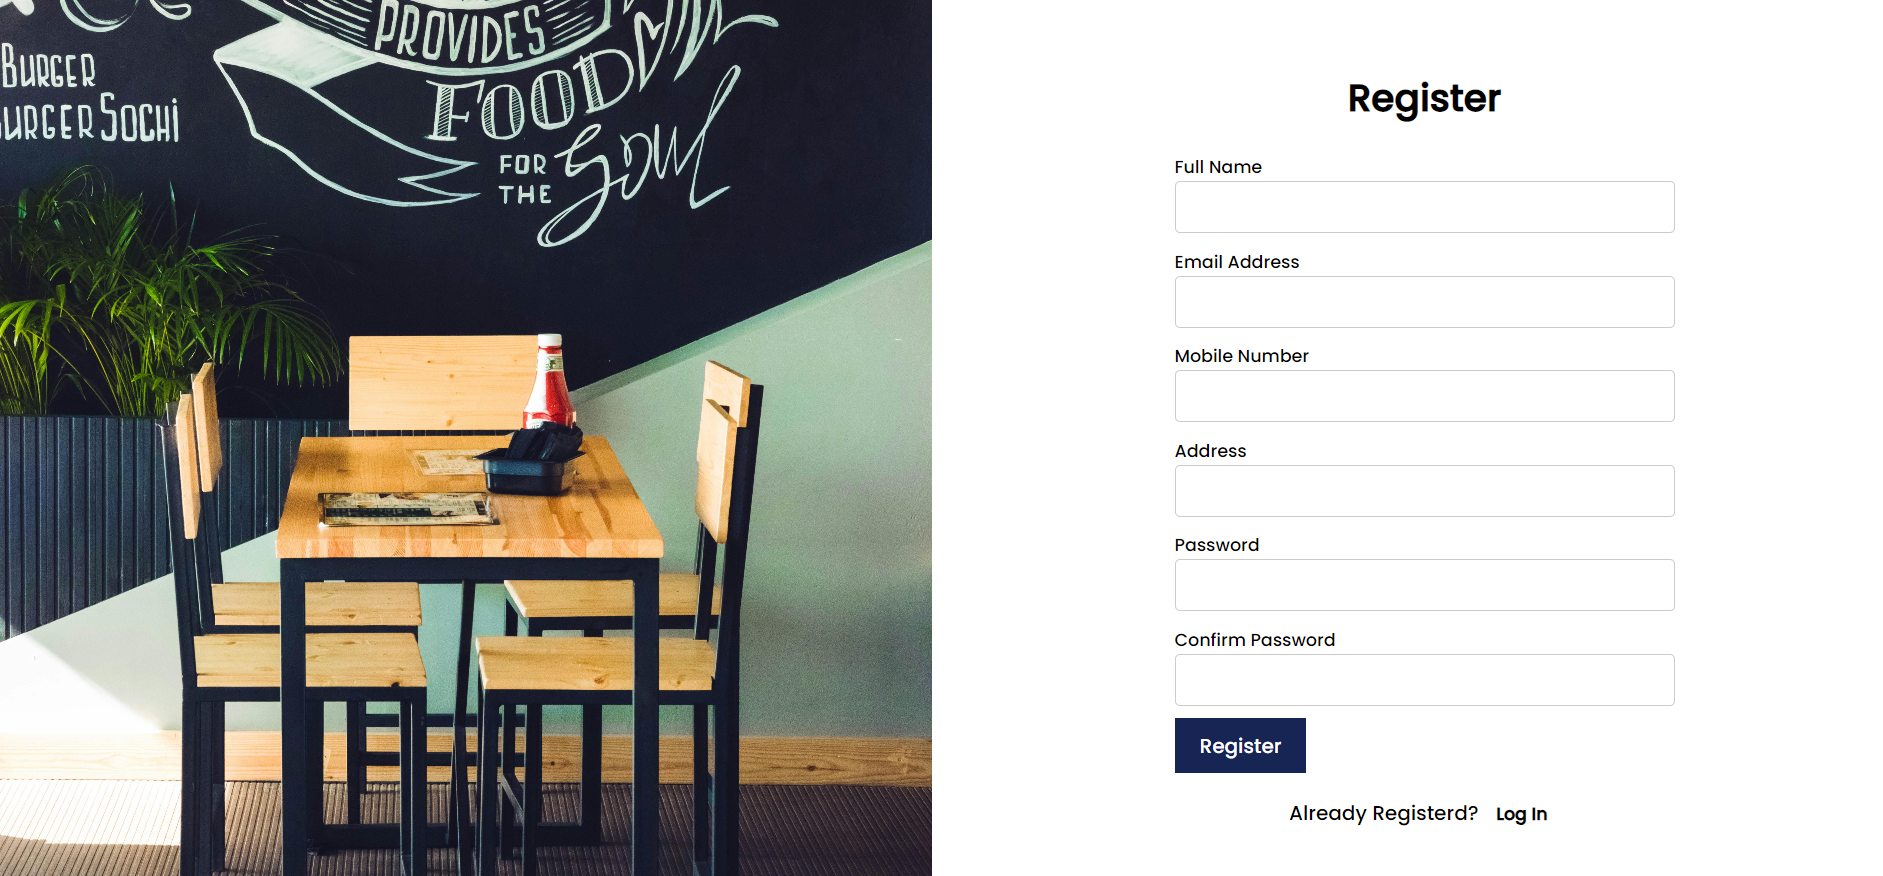 PROVIDES
FOOD
FOR
THE
Soul
BURGER
BURGER SOCHI
Register
Full Name
Email Address
Mobile Number
Address
Password
Confirm Password
Register
Already Registerd? Log In